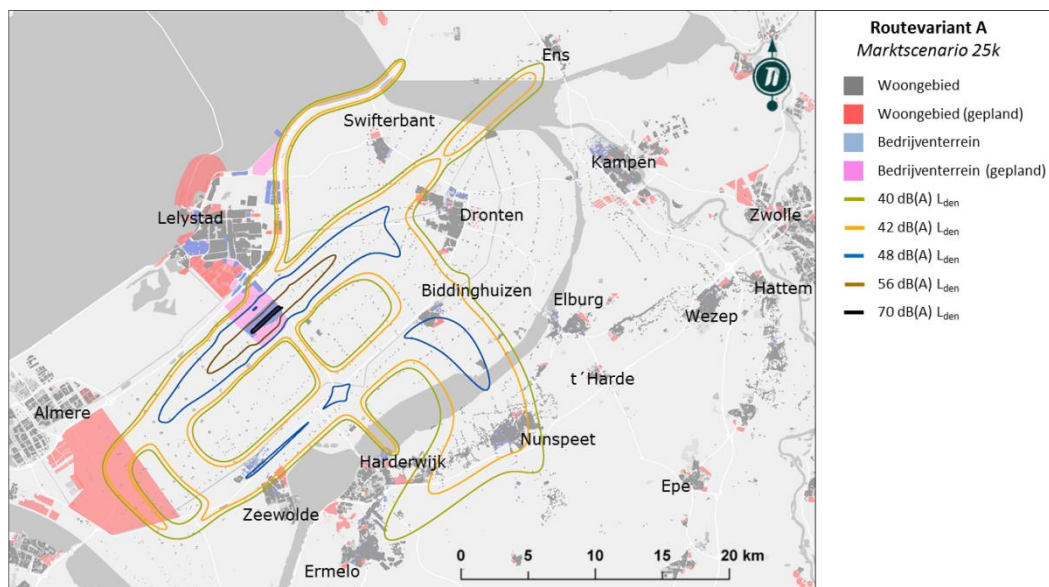 Ens
Swifterbant
Kampen
Lelystad
Dronten
Zwolle
Hattem
Biddinghuizen
Elburg
Wezep
t´Harde
Almere
Nunspeet
Harderwijk
Epe
Zeewolde
Ermelo
0 5 10 15 20 km
Routevariant A
Marktscenario 25k
Woongebied
Woongebied (gepland)
Bedrijventerrein
Bedrijventerrein (gepland)
40 dB(A) Lden
42 dB(A) Lden
48 dB(A) Lden
56 dB(A) Lden
70 dB(A) Lden